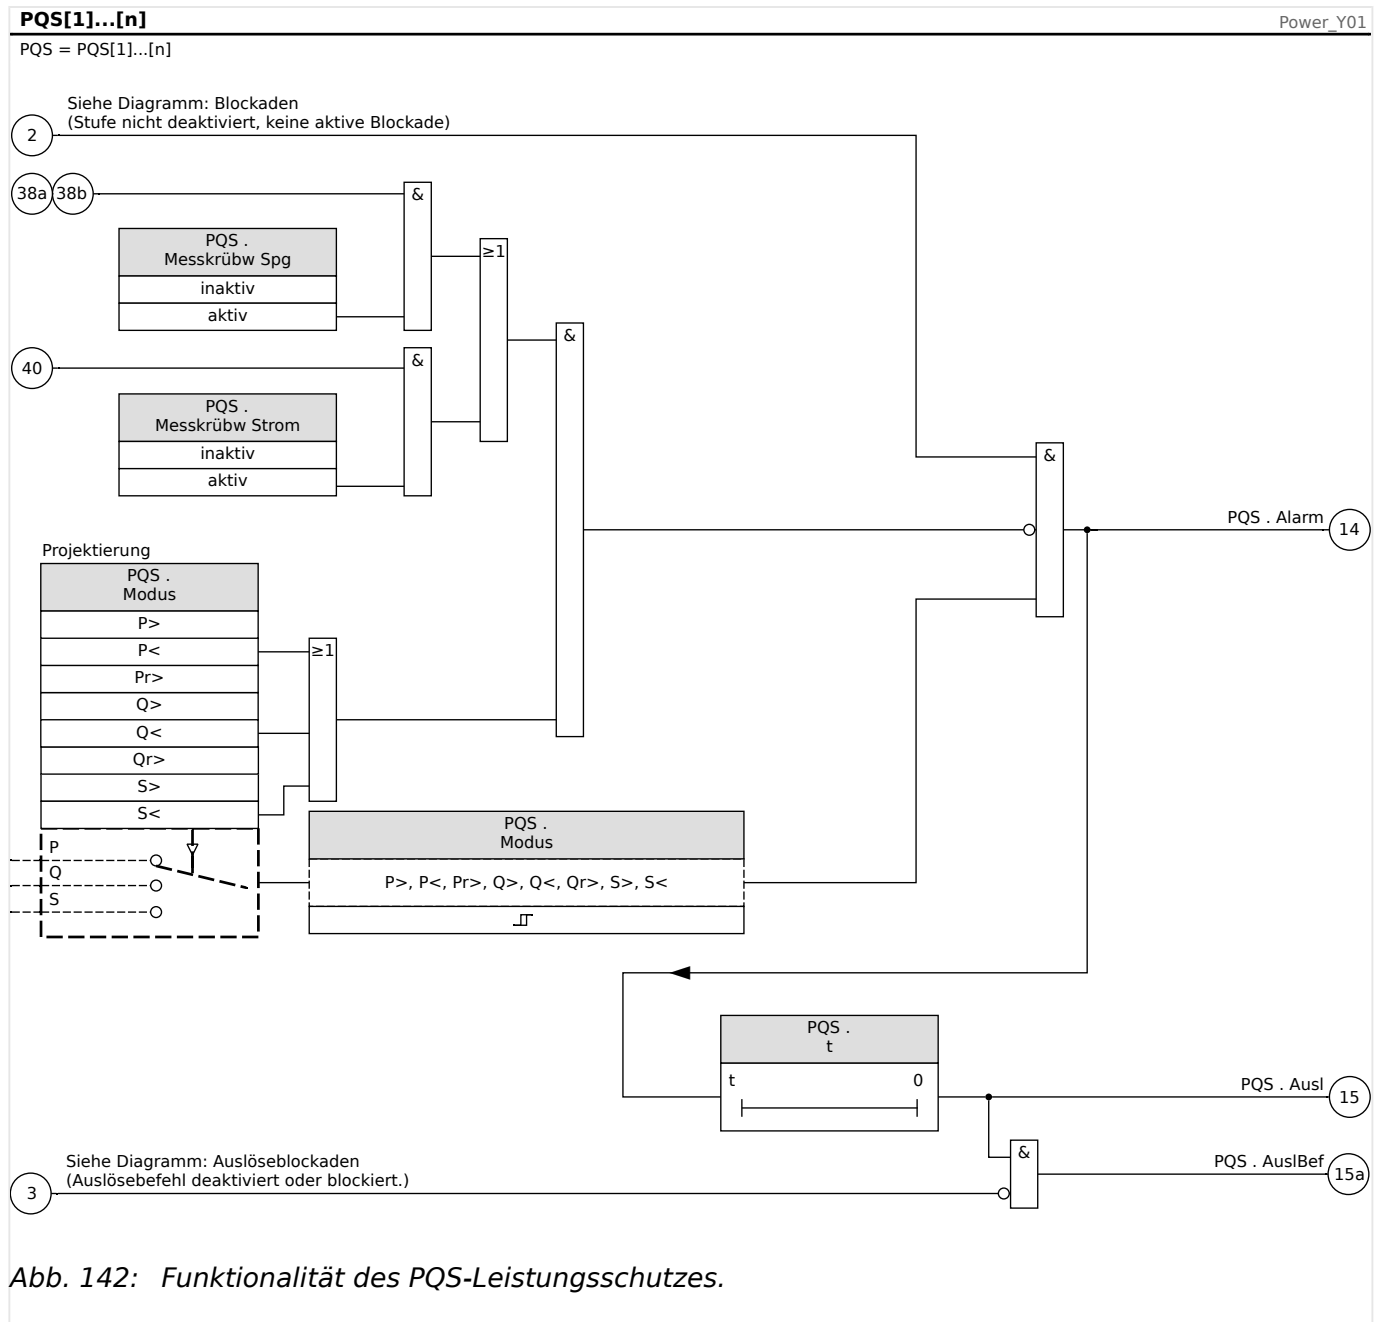 PQS[1]...[n]
Power_Y01
PQS = PQS[1]...[n]
Siehe Diagramm: Blockaden
(Stufe nicht deaktiviert, keine aktive Blockade)
2
38a
38b
&
PQS .
Messkrübw Spg
inaktiv
aktiv
≥1
&
40
&
PQS .
Messkrübw Strom
inaktiv
aktiv
&
PQS . Alarm
14
Projektierung
PQS .
Modus
P>
P<
Pr>
Q>
Q<
Qr>
S>
S<
≥1
P
Q
S
PQS .
Modus
P>, P<, Pr>, Q>, Q<, Qr>, S>, S<
PQS .
t
t
0
PQS . Ausl
15
Siehe Diagramm: Auslöseblockaden
(Auslösebefehl deaktiviert oder blockiert.)
3
&
PQS . AuslBef
15a
Abb. 142: Funktionalität des PQS-Leistungsschutzes.